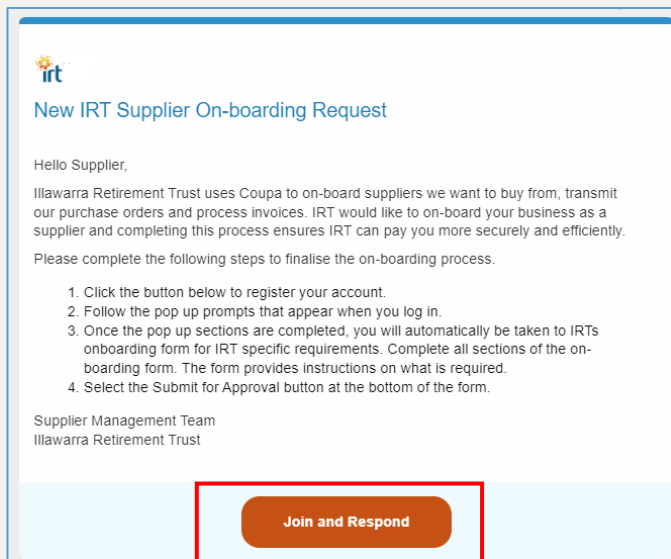 irt
New IRT Supplier On-boarding Request
Hello Supplier,
Illawarra Retirement Trust uses Coupa to on-board suppliers we want to buy from, transmit
our purchase orders and process invoices. IRT would like to on-board your business as a
supplier and completing this process ensures IRT can pay you more securely and efficiently.
Please complete the following steps to finalise the on-boarding process.
1. Click the button below to register your account.
2. Follow the pop up prompts that appear when you log in.
3. Once the pop up sections are completed, you will automatically be taken to IRTs
onboarding form for IRT specific requirements. Complete all sections of the on-
boarding form. The form provides instructions on what is required.
4. Select the Submit for Approval button at the bottom of the form.
Supplier Management Team
Illawarra Retirement Trust
Join and Respond